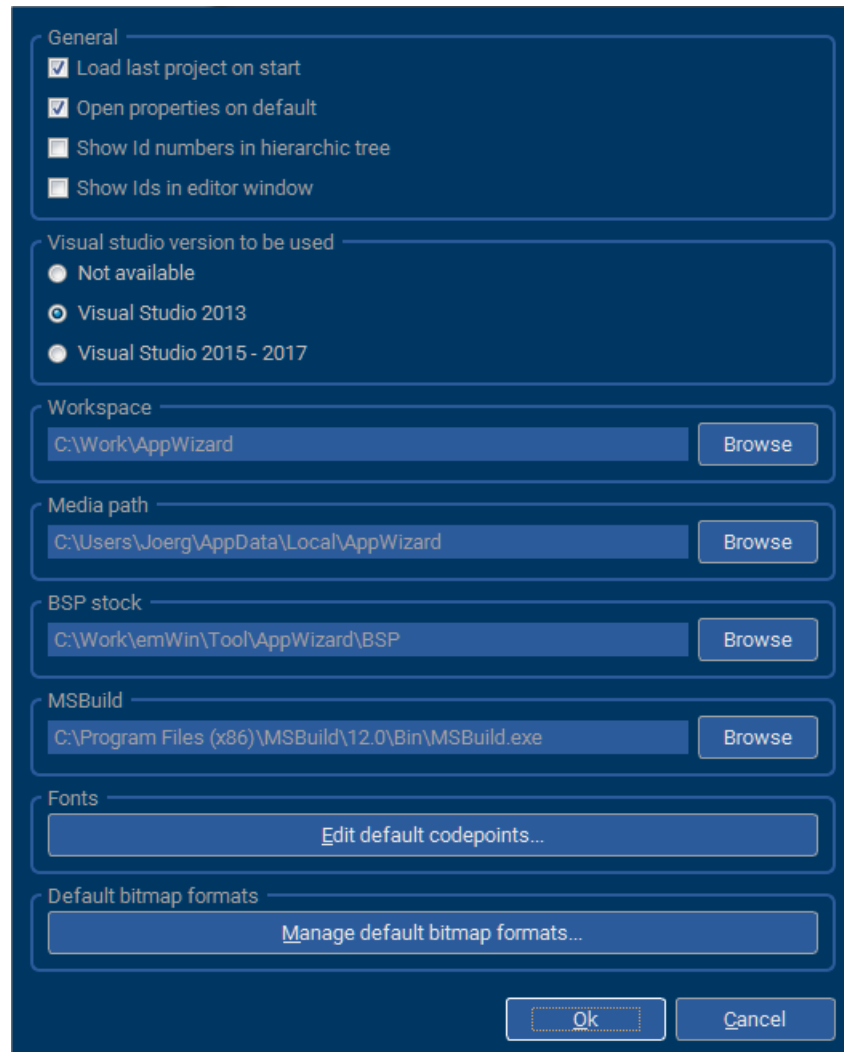 General
Load last project on start
Open properties on default
Show Id numbers in hierarchic tree
Show Ids in editor window
Visual studio version to be used
Not available
Visual Studio 2013
Visual Studio 2015 - 2017
Workspace
C:\Work\AppWizard Browse
Media path
C:\Users\Joerg\AppData\Local\AppWizard Browse
BSP stock
C:\Work\emWin\Tool\AppWizard\BSP Browse
MSBuild
C:\Program Files (x86)\MSBuild\12.0\Bin\MSBuild.exe Browse
Fonts
Edit default codepoints...
Default bitmap formats
Manage default bitmap formats...
Ok Cancel